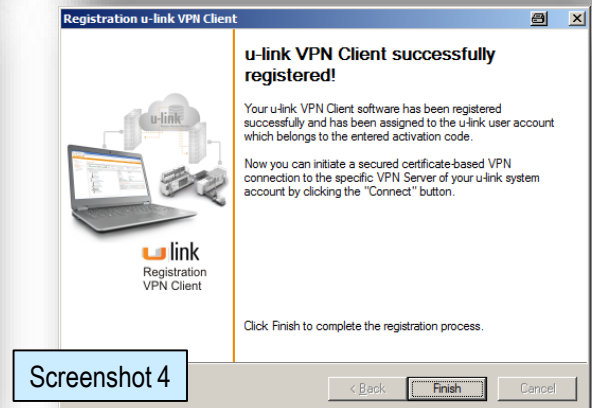 Registration u-link VPN Client
u-link VPN Client successfully
registered!
Your u-link VPN Client software has been registered
successfully and has been assigned to the u-link user account
which belongs to the entered activation code.
Now you can initiate a secured certificate-based VPN
connection to the specific VPN Server of your u-link system
account by clicking the "Connect" button.
u-link
u link
Registration
VPN Client
Click Finish to complete the registration process.
Screenshot 4
< Back
Finish
Cancel